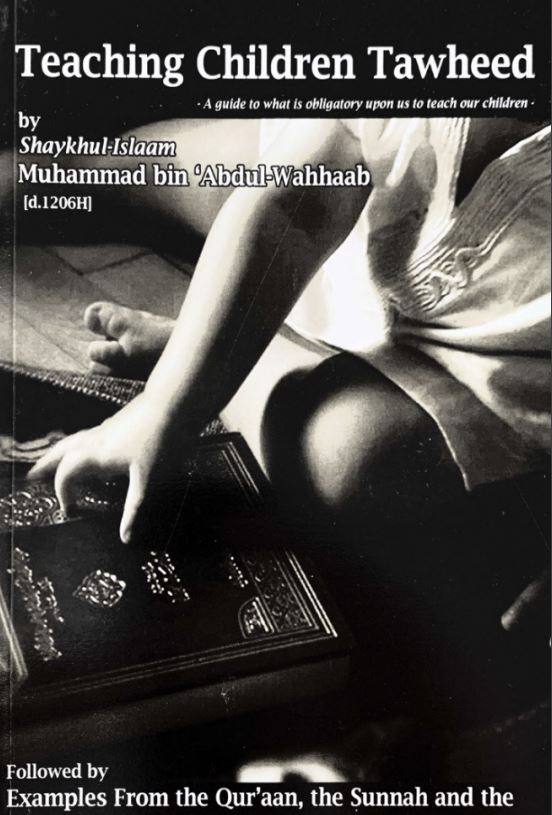 Teaching Children Tawheed
- A guide to what is obligatory upon us to teach our children -
by
Shaykhul-Islaam
Muhammad bin ‘Abdul-Wahhaab
[d.1206H]
Followed by
Examples From the Qur'aan, the Sunnah and the